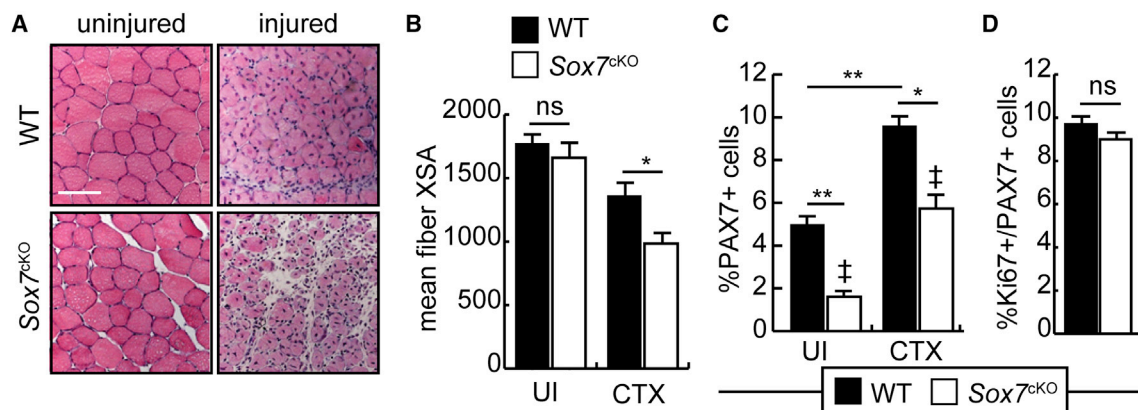 A
uninjured
injured
WT
Sox7cKO
B
WT
Sox7cKO
mean fiber XSA
2000
1500
1000
500
0
ns
*
UI
CTX
C
%PAX7+ cells
12
10
8
6
4
2
0
**
*
**
‡
‡
UI
CTX
D
%Ki67+/PAX7+ cells
12
10
8
6
4
2
0
ns
WT
Sox7cKO